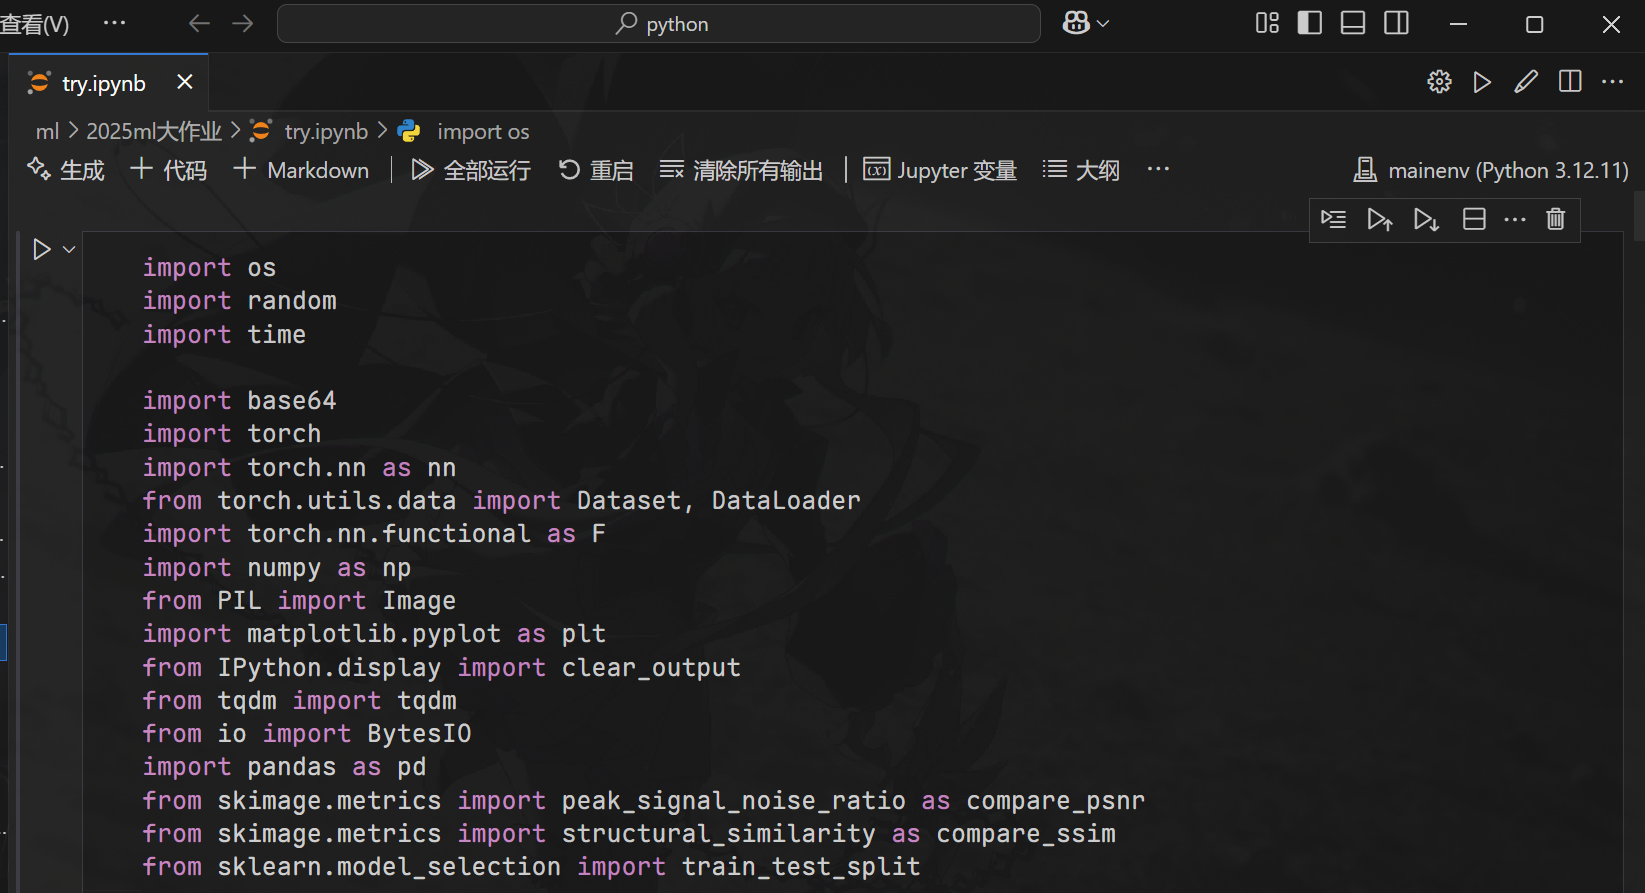 查看(V) ··· python
try.ipynb
ml > 2025ml大作业 > try.ipynb > import os
生成 + 代码 + Markdown | 全部运行 重启 清除所有输出 | Jupyter 变量 大纲 ··· mainenv (Python 3.12.11)
import os
import random
import time
import base64
import torch
import torch.nn as nn
from torch.utils.data import Dataset, DataLoader
import torch.nn.functional as F
import numpy as np
from PIL import Image
import matplotlib.pyplot as plt
from IPython.display import clear_output
from tqdm import tqdm
from io import BytesIO
import pandas as pd
from skimage.metrics import peak_signal_noise_ratio as compare_psnr
from skimage.metrics import structural_similarity as compare_ssim
from sklearn.model_selection import train_test_split